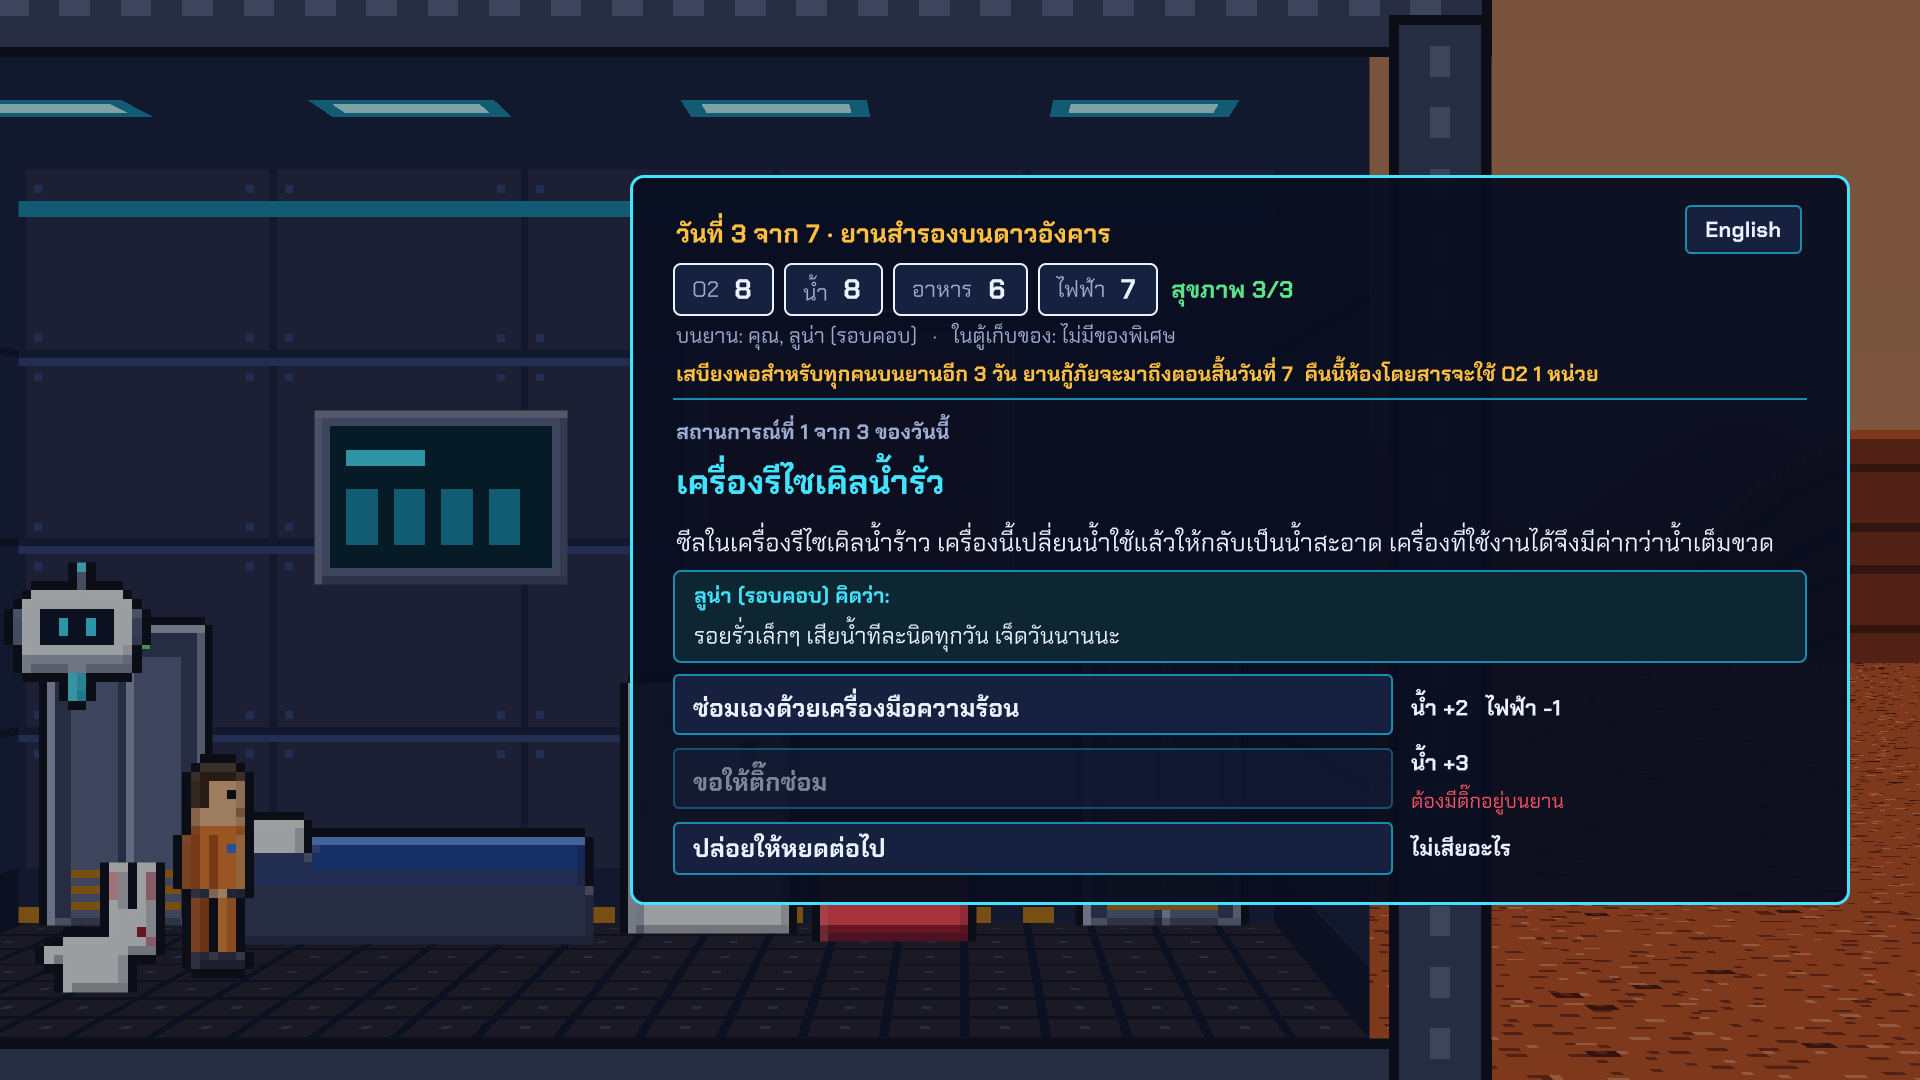 วันที่ 3 จาก 7 · ยานสำรองบนดาวอังคาร
English
O2 8 น้ำ 8 อาหาร 6 ไฟฟ้า 7 สุขภาพ 3/3
บนยาน: คุณ, ลูน่า (รอบคอบ) · ในตู้เก็บของ: ไม่มีของพิเศษ
เสบียงพอสำหรับทุกคนบนยานอีก 3 วัน ยานกู้ภัยจะมาถึงตอนสิ้นวันที่ 7 คืนนี้ห้องโดยสารจะใช้ O2 1 หน่วย
สถานการณ์ที่ 1 จาก 3 ของวันนี้
เครื่องรีไซเคิลน้ำรั่ว
ซีลในเครื่องรีไซเคิลน้ำร้าว เครื่องนี้เปลี่ยนน้ำใช้แล้วให้กลับเป็นน้ำสะอาด เครื่องที่ใช้งานได้จึงมีค่ากว่าน้ำเต็มขวด
ลูน่า (รอบคอบ) คิดว่า:
รอยรั่วเล็กๆ เสียน้ำทีละนิดทุกวัน เจ็ดวันนานนะ
ซ่อมเองด้วยเครื่องมือความร้อน น้ำ +2 ไฟฟ้า -1
ขอให้ติ๊กซ่อม น้ำ +3
ต้องมีติ๊กอยู่บนยาน
ปล่อยให้หยดต่อไป ไม่เสียอะไร